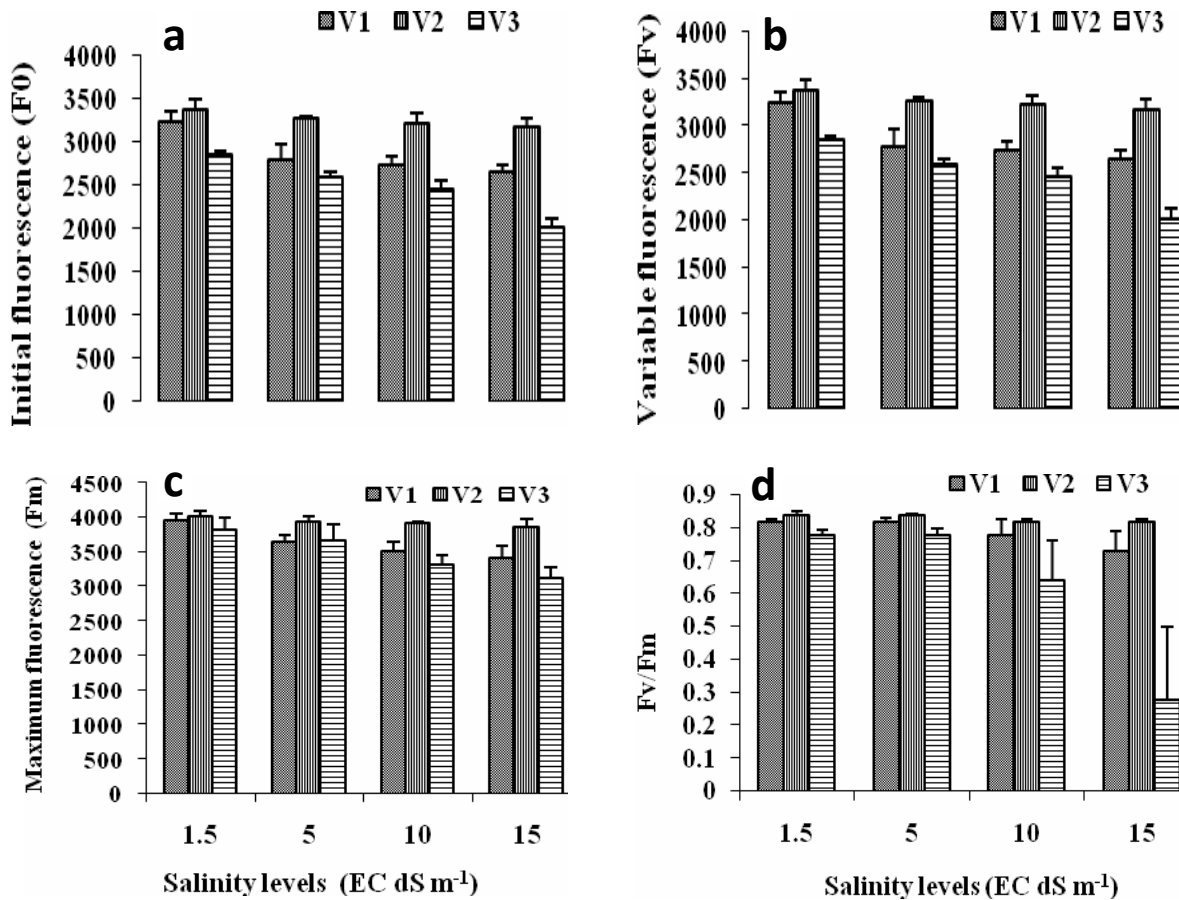 a
V1 V2 V3
Initial fluorescence (F0)
4000
3500
3000
2500
2000
1500
1000
500
0
b
V1 V2 V3
Variable fluorescence (Fv)
4000
3500
3000
2500
2000
1500
1000
500
0
c
V1 V2 V3
Maximum fluorescence (Fm)
4500
4000
3500
3000
2500
2000
1500
1000
500
0
1.5 5 10 15
Salinity levels (EC dS m-1)
d
V1 V2 V3
Fv/Fm
0.9
0.8
0.7
0.6
0.5
0.4
0.3
0.2
0.1
0
1.5 5 10 15
Salinity levels (EC dS m-1)